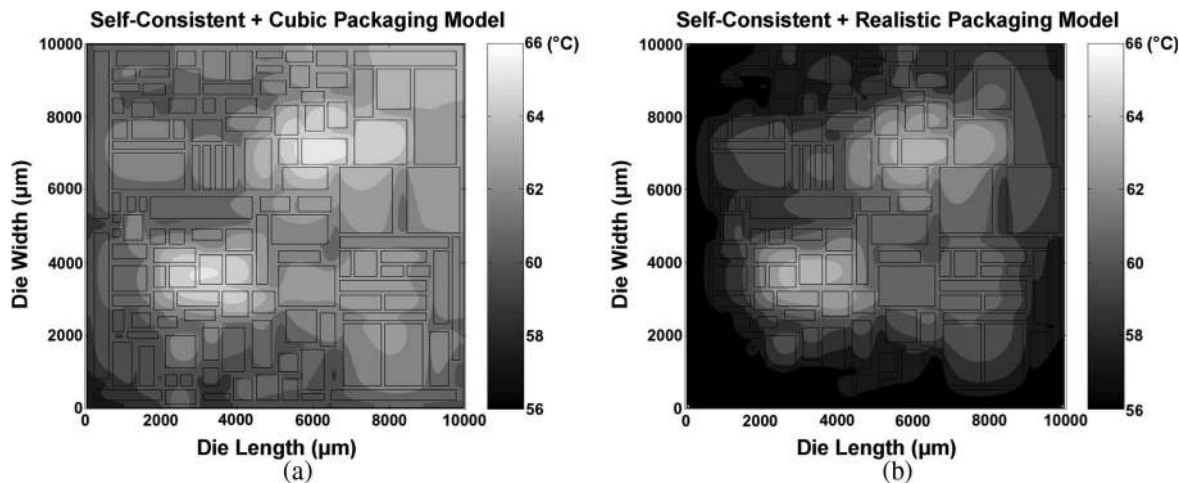 Self-Consistent + Cubic Packaging Model
10000
8000
6000
4000
2000
0
Die Width (µm)
0 2000 4000 6000 8000 10000
Die Length (µm)
66 (°C)
64
62
60
58
56
(a)
Self-Consistent + Realistic Packaging Model
10000
8000
6000
4000
2000
0
Die Width (µm)
0 2000 4000 6000 8000 10000
Die Length (µm)
66 (°C)
64
62
60
58
56
(b)